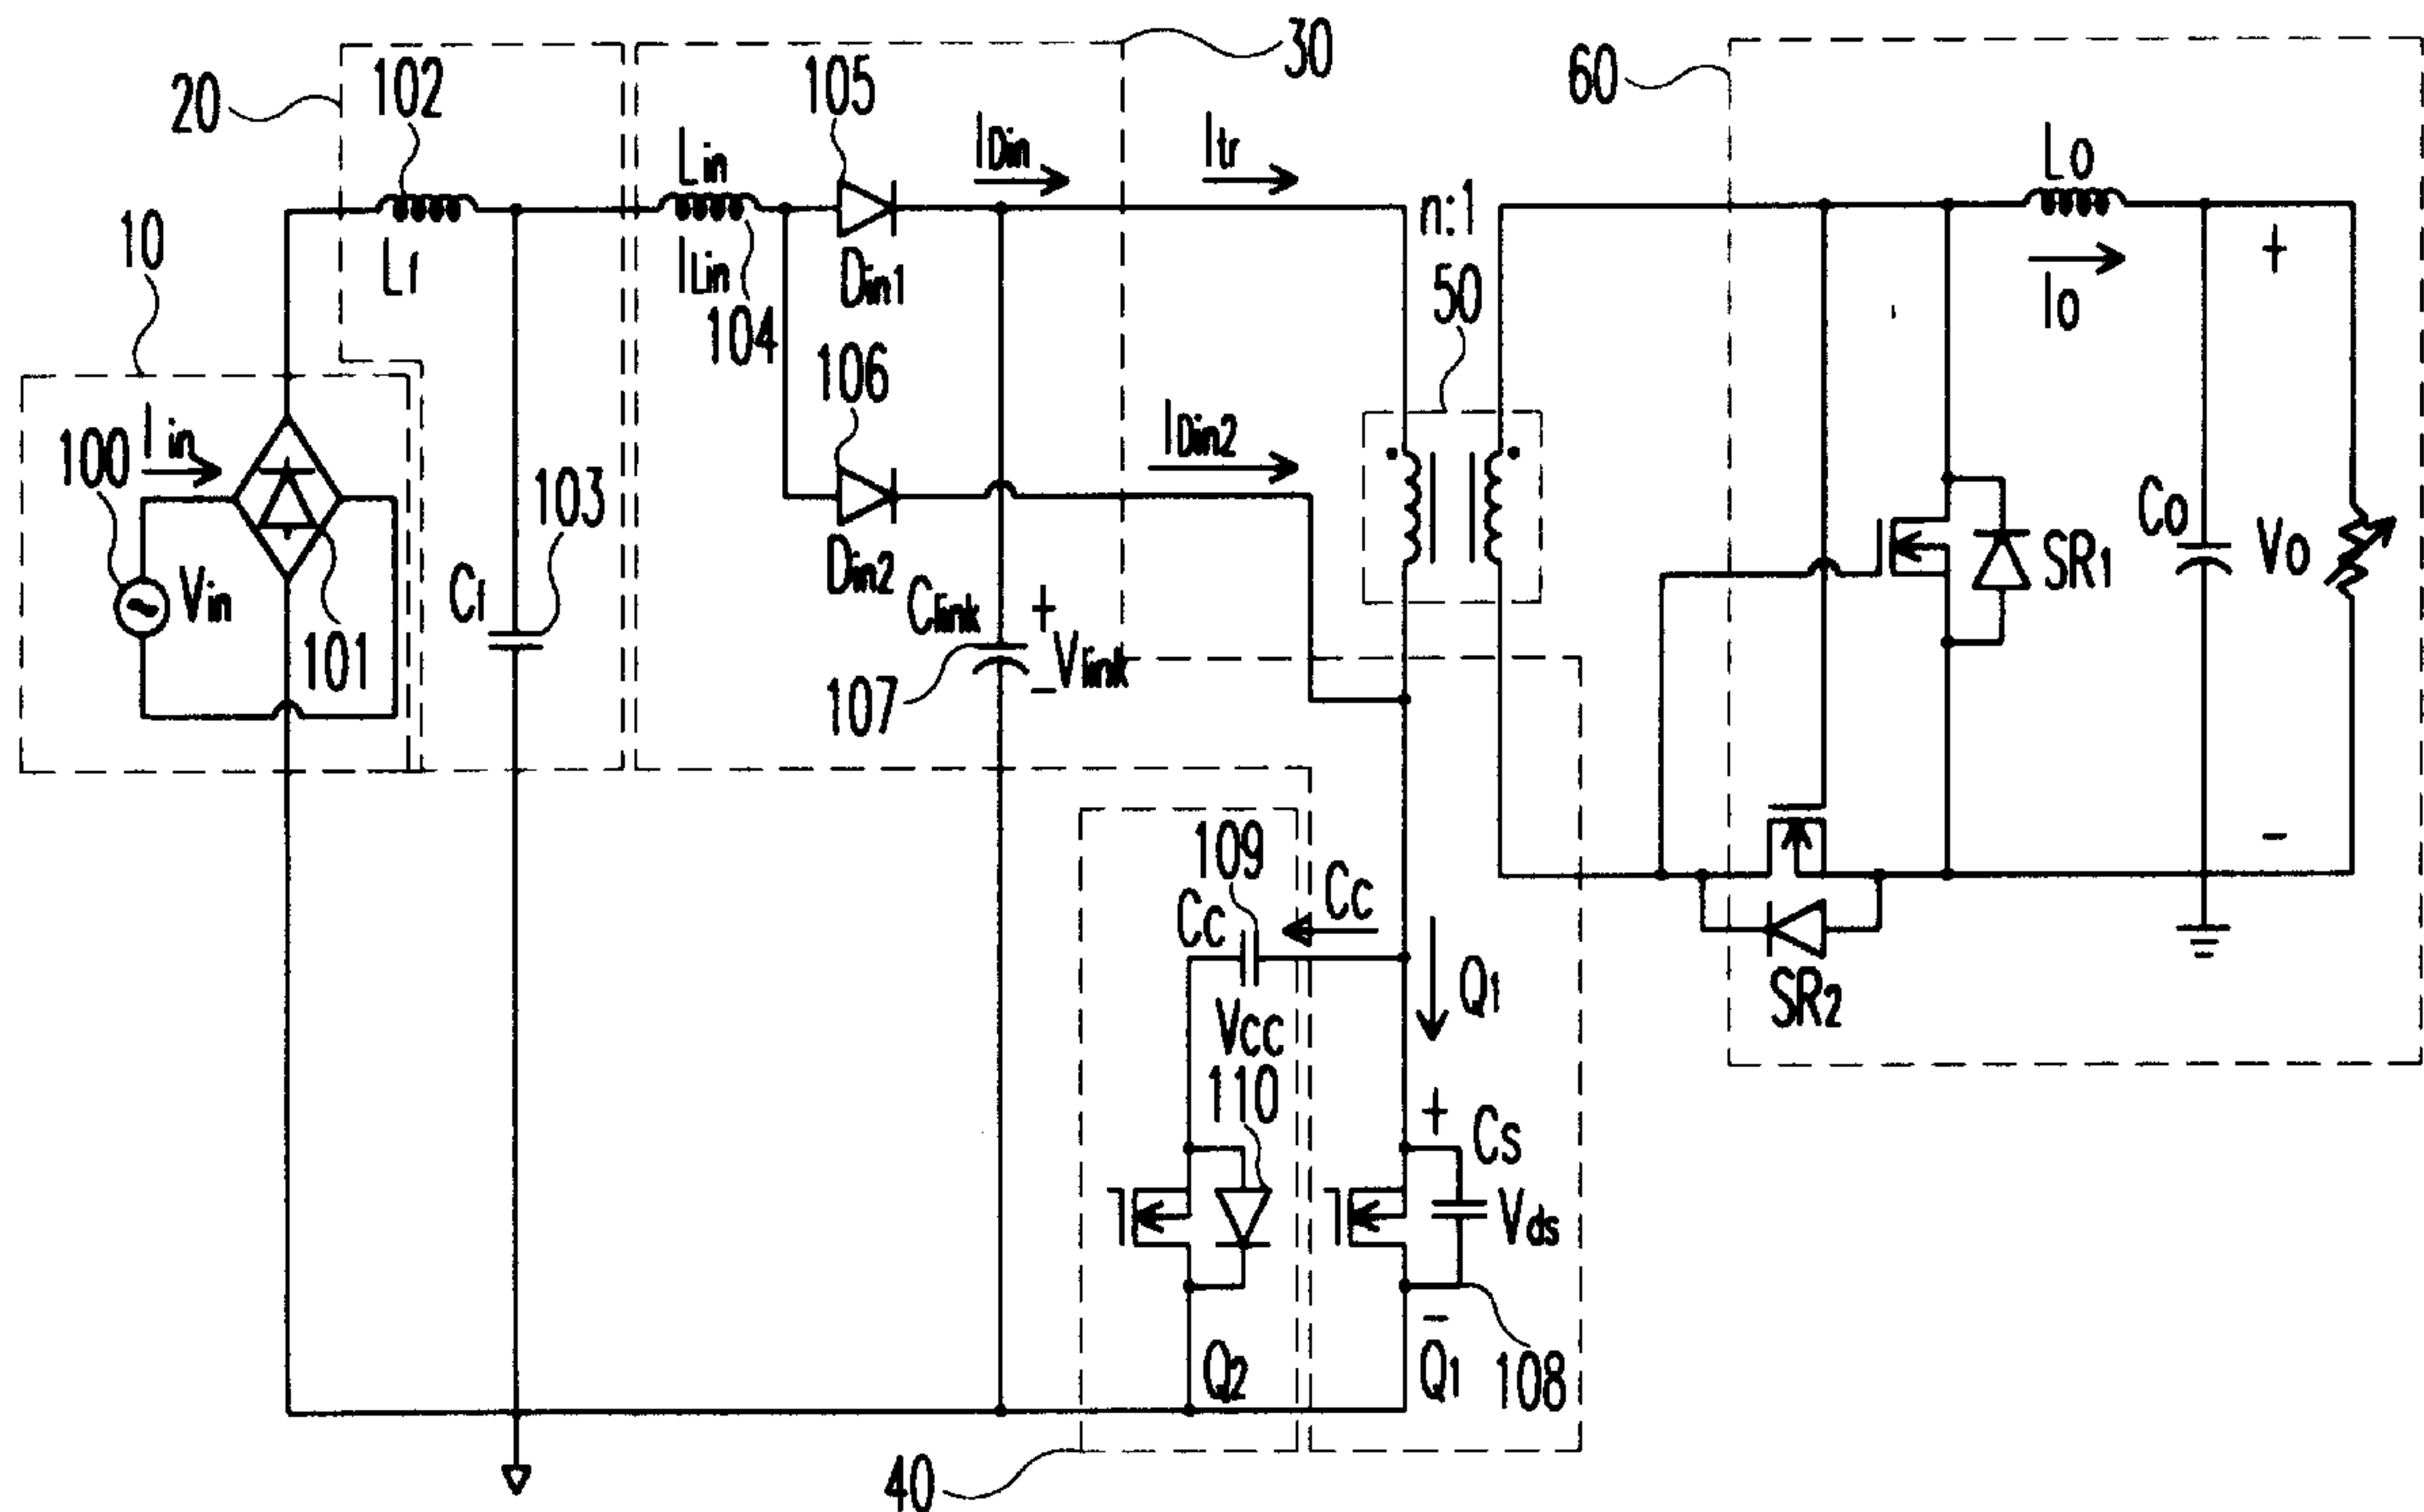 30
20
102
105
60
IDin
Itr
Lin
Lo
10
Lf
ILin
104
Din1
n:1
50
Io
+
106
IDin2
100
Iin
103
Din2
Vin
Cf
101
Clink
+
107
-Vlink
Co
Vo
SR1
-
109
Cc
Cc
Vcc
110
Q1
SR2
+
Cs
Vds
-
Q2
Q1
108
40